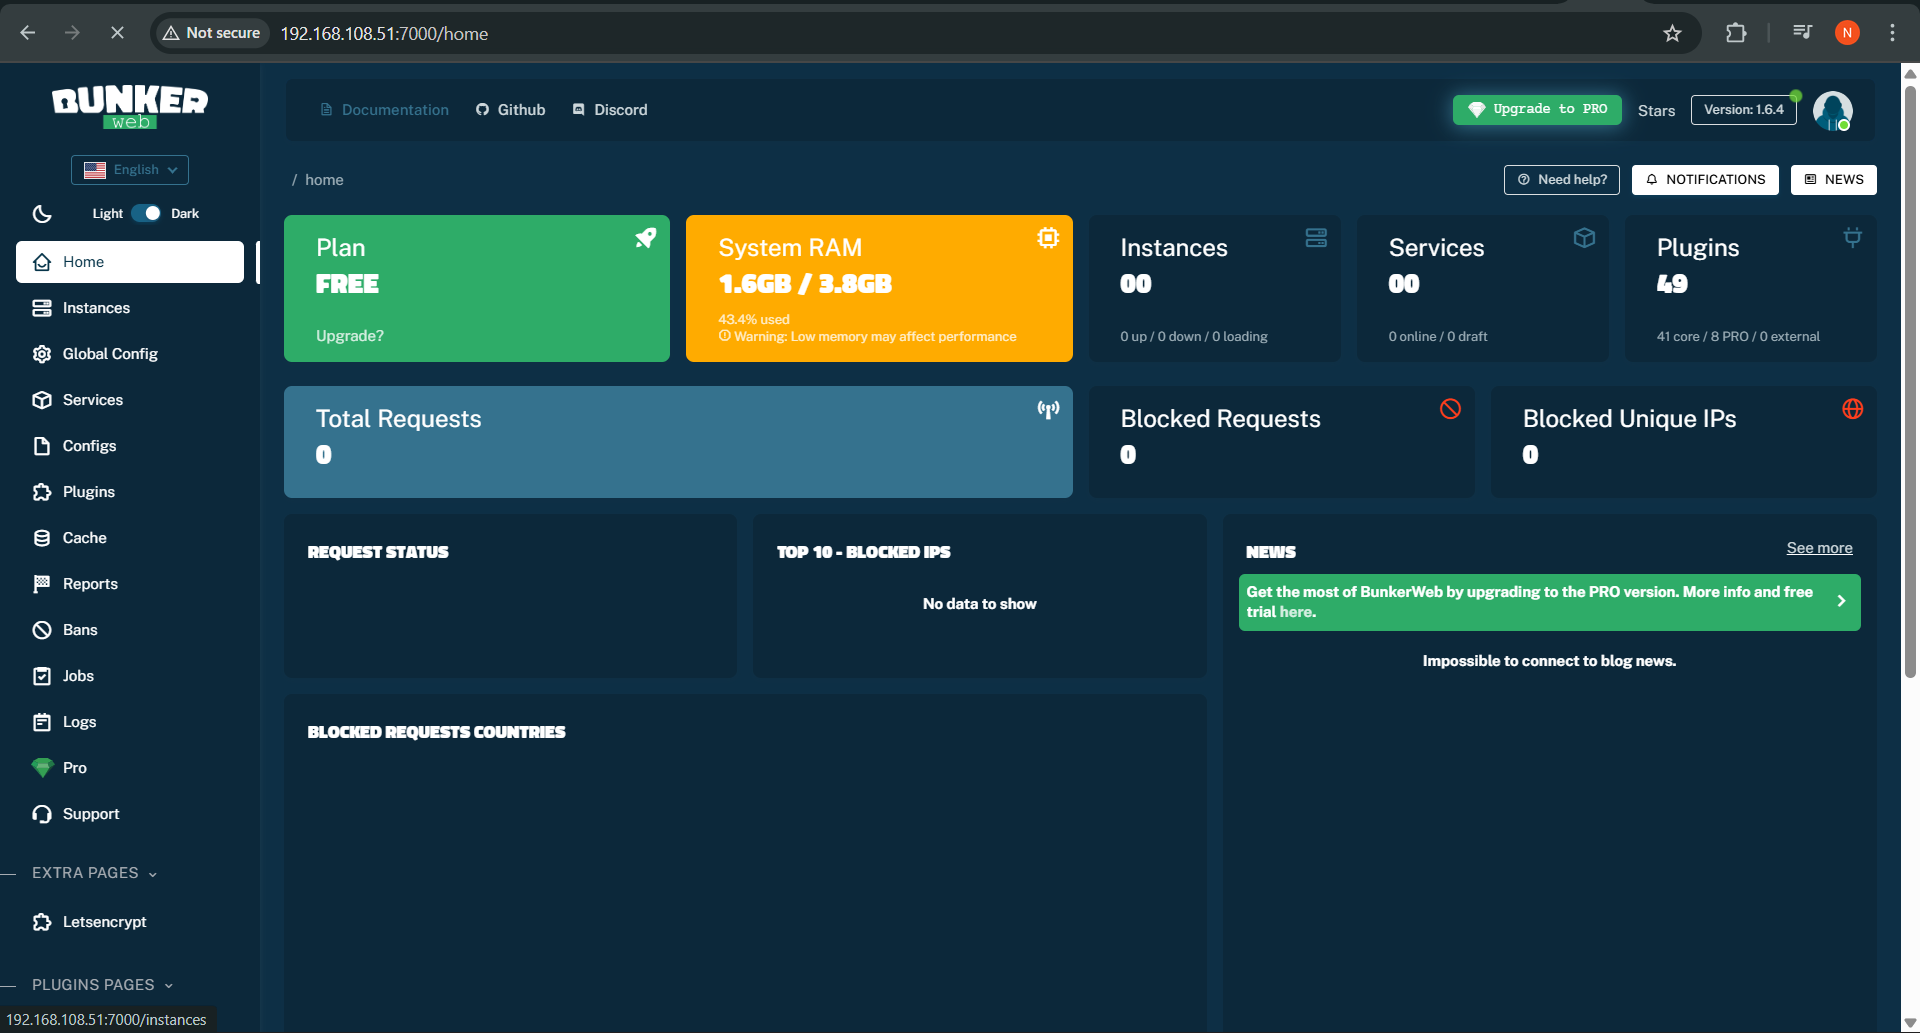 Not secure
192.168.108.51:7000/home
N
BUNKER
web
English
Light
Dark
Home
Instances
Global Config
Services
Configs
Plugins
Cache
Reports
Bans
Jobs
Logs
Pro
Support
EXTRA PAGES
Letsencrypt
PLUGINS PAGES
192.168.108.51:7000/instances
Documentation
Github
Discord
Upgrade to PRO
Stars
Version: 1.6.4
/ home
Need help?
NOTIFICATIONS
NEWS
Plan
FREE
Upgrade?
System RAM
1.6GB / 3.8GB
43.4% used
Warning: Low memory may affect performance
Instances
00
0 up / 0 down / 0 loading
Services
00
0 online / 0 draft
Plugins
49
41 core / 8 PRO / 0 external
Total Requests
0
Blocked Requests
0
Blocked Unique IPs
0
REQUEST STATUS
TOP 10 - BLOCKED IPS
No data to show
NEWS
See more
Get the most of BunkerWeb by upgrading to the PRO version. More info and free
trial here.
Impossible to connect to blog news.
BLOCKED REQUESTS COUNTRIES